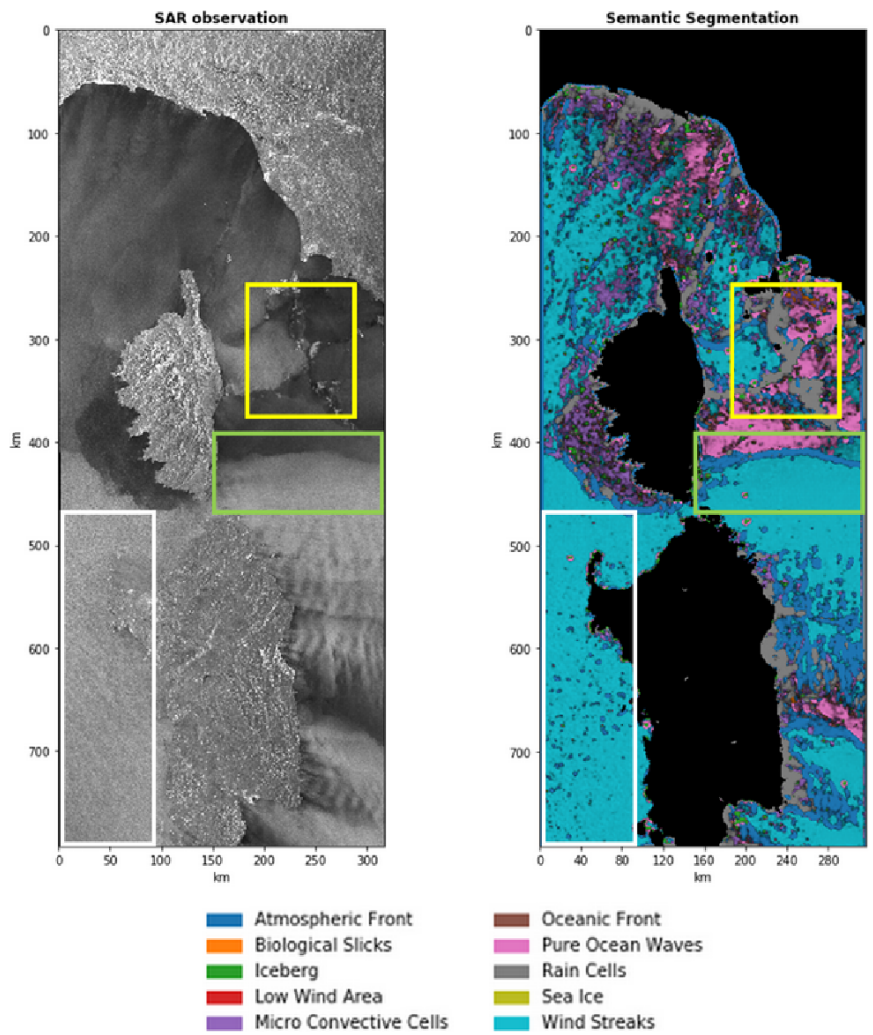 SAR observation
Semantic Segmentation
0
100
200
300
400
500
600
700
km
0
50
100
150
200
250
300
km
0
100
200
300
400
500
600
700
km
0
40
80
120
160
200
240
280
km
Atmospheric Front
Biological Slicks
Iceberg
Low Wind Area
Micro Convective Cells
Oceanic Front
Pure Ocean Waves
Rain Cells
Sea Ice
Wind Streaks